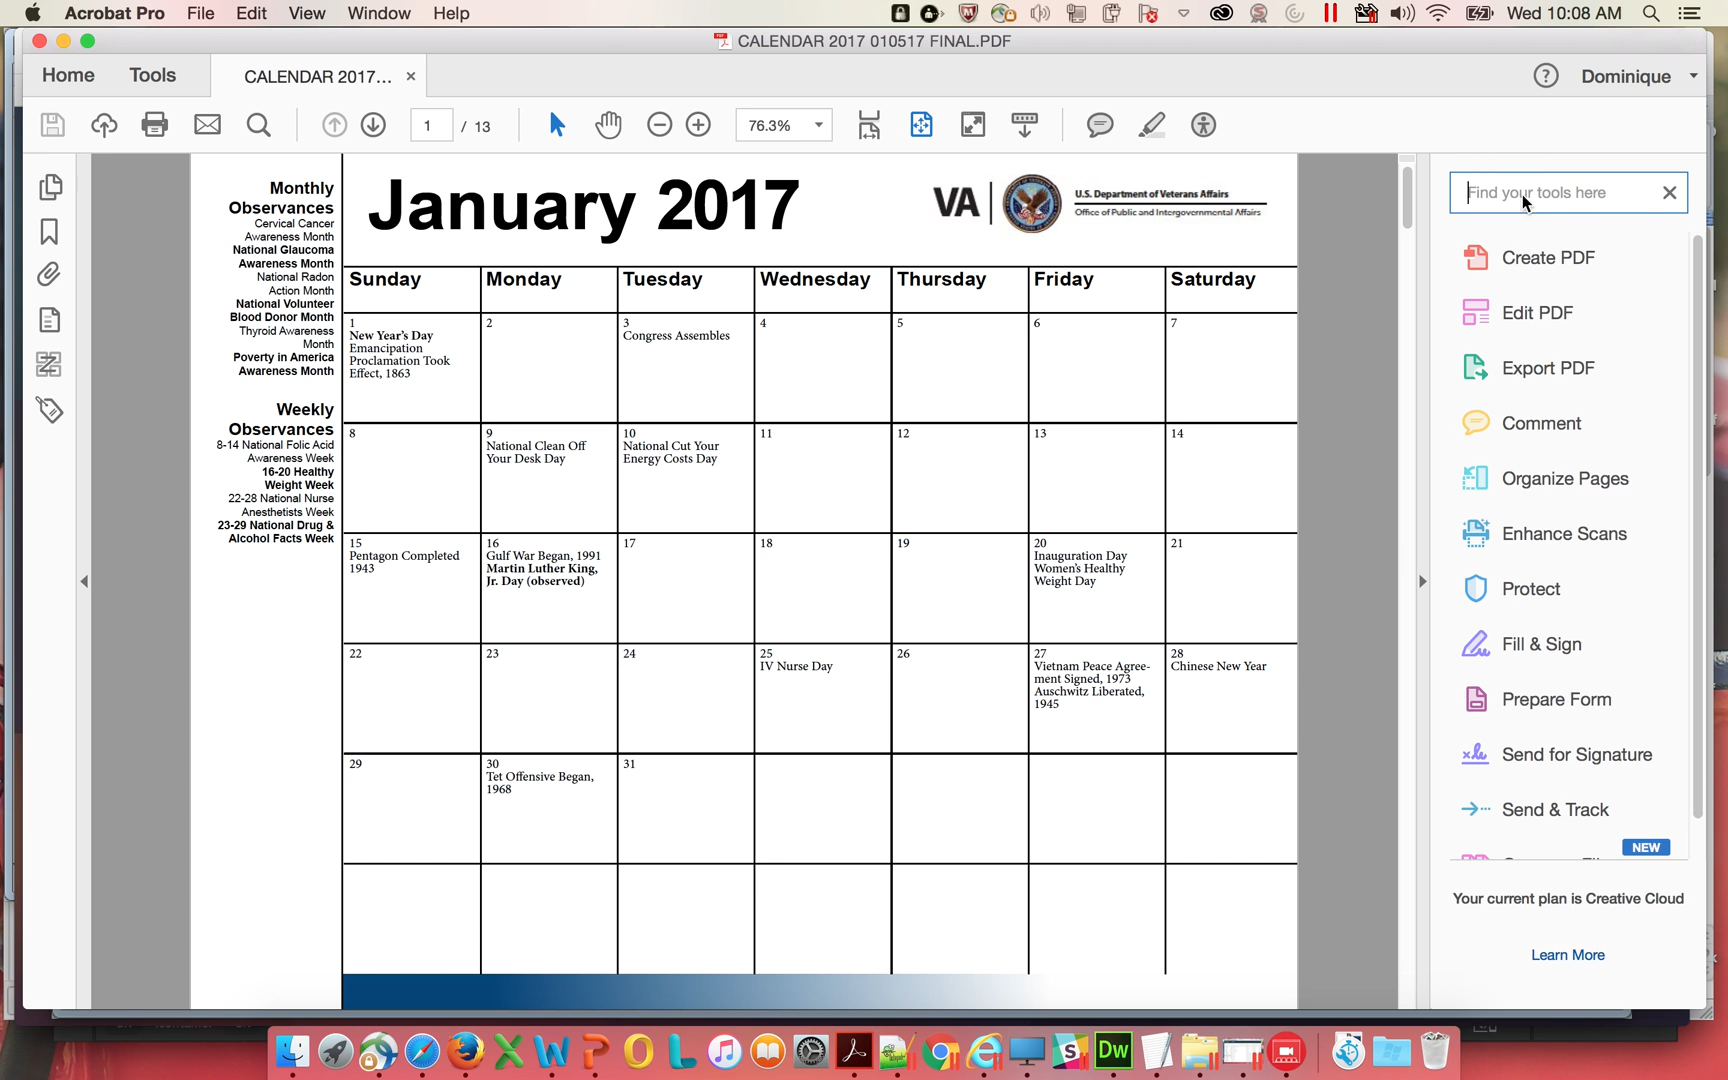 Acrobat Pro File Edit View Window Help Wed 10:08 AM
CALENDAR 2017 010517 FINAL.PDF
Home Tools CALENDAR 2017... × ? Dominique
1 / 13 76.3%
Monthly
Observances
Cervical Cancer
Awareness Month
National Glaucoma
Awareness Month
National Radon
Action Month
National Volunteer
Blood Donor Month
Thyroid Awareness
Month
Poverty in America
Awareness Month
Weekly
Observances
8-14 National Folic Acid
Awareness Week
16-20 Healthy
Weight Week
22-28 National Nurse
Anesthetists Week
23-29 National Drug &
Alcohol Facts Week
January 2017
VA
U.S. Department of Veterans Affairs
Office of Public and Intergovernmental Affairs
Sunday Monday Tuesday Wednesday Thursday Friday Saturday
1
New Year's Day
Emancipation
Proclamation Took
Effect, 1863
2
3
Congress Assembles
4
5
6
7
8
9
National Clean Off
Your Desk Day
10
National Cut Your
Energy Costs Day
11
12
13
14
15
Pentagon Completed
1943
16
Gulf War Began, 1991
Martin Luther King,
Jr. Day (observed)
17
18
19
20
Inauguration Day
Women's Healthy
Weight Day
21
22
23
24
25
IV Nurse Day
26
27
Vietnam Peace Agree-
ment Signed, 1973
Auschwitz Liberated,
1945
28
Chinese New Year
29
30
Tet Offensive Began,
1968
31
Find your tools here
Create PDF
Edit PDF
Export PDF
Comment
Organize Pages
Enhance Scans
Protect
Fill & Sign
Prepare Form
Send for Signature
Send & Track
NEW
Your current plan is Creative Cloud
Learn More
Dw